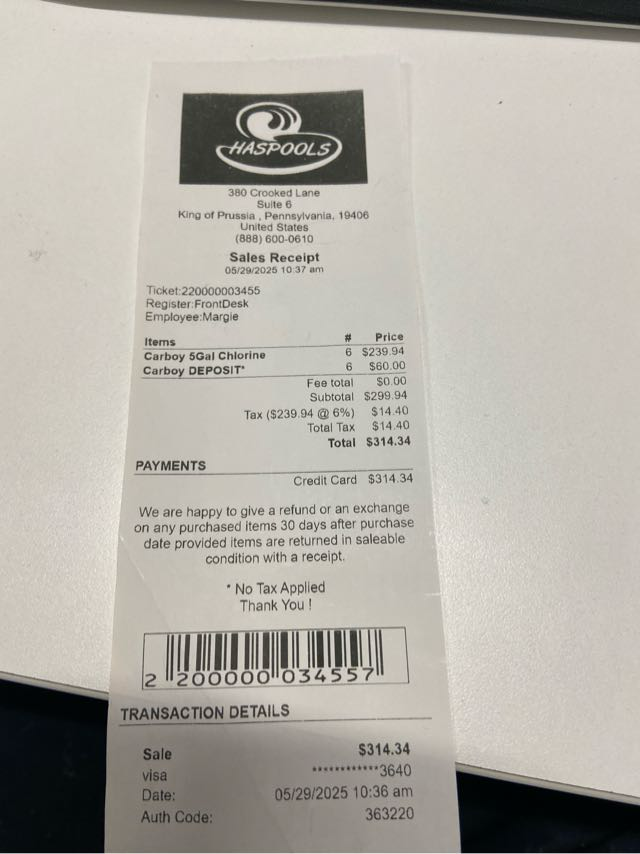 HASPOOLS
380 Crooked Lane
Suite 6
King of Prussia , Pennsylvania, 19406
United States
(888) 600-0610
Sales Receipt
05/29/2025 10:37 am
Ticket:220000003455
Register:FrontDesk
Employee:Margie
Items # Price
Carboy 5Gal Chlorine 6 $239.94
Carboy DEPOSIT* 6 $60.00
Fee total $0.00
Subtotal $299.94
Tax ($239.94 @ 6%) $14.40
Total Tax $14.40
Total $314.34
PAYMENTS
Credit Card $314.34
We are happy to give a refund or an exchange
on any purchased items 30 days after purchase
date provided items are returned in saleable
condition with a receipt.
* No Tax Applied
Thank You !
2 200000 034557
TRANSACTION DETAILS
Sale $314.34
visa ************3640
Date: 05/29/2025 10:36 am
Auth Code: 363220